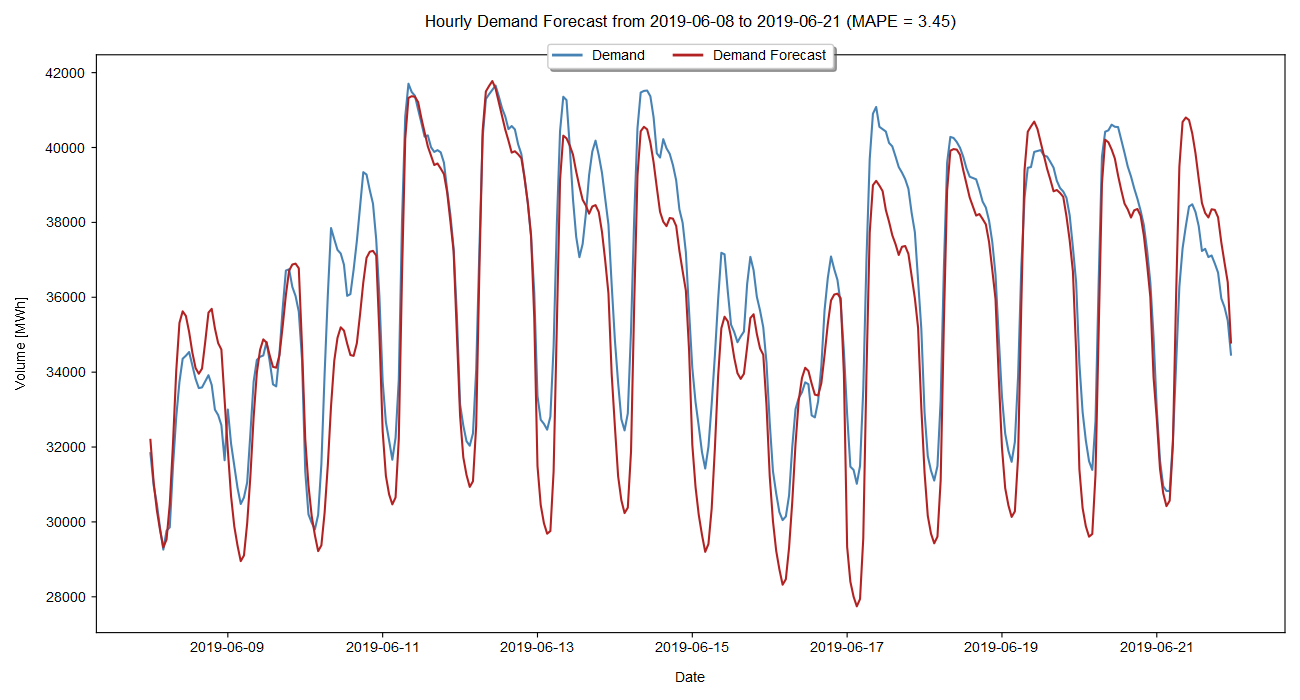 Hourly Demand Forecast from 2019-06-08 to 2019-06-21 (MAPE = 3.45)
Demand Demand Forecast
42000
40000
38000
36000
34000
32000
30000
28000
Volume [MWh]
2019-06-09 2019-06-11 2019-06-13 2019-06-15 2019-06-17 2019-06-19 2019-06-21
Date